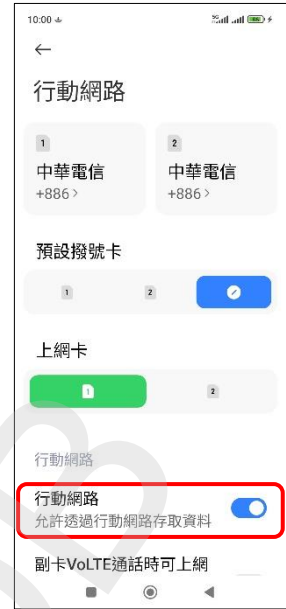 10:00
5G
行動網路
1
中華電信
+886 >
2
中華電信
+886 >
預設撥號卡
1
2
上網卡
1
2
行動網路
行動網路
允許透過行動網路存取資料
副卡VoLTE通話時可上網